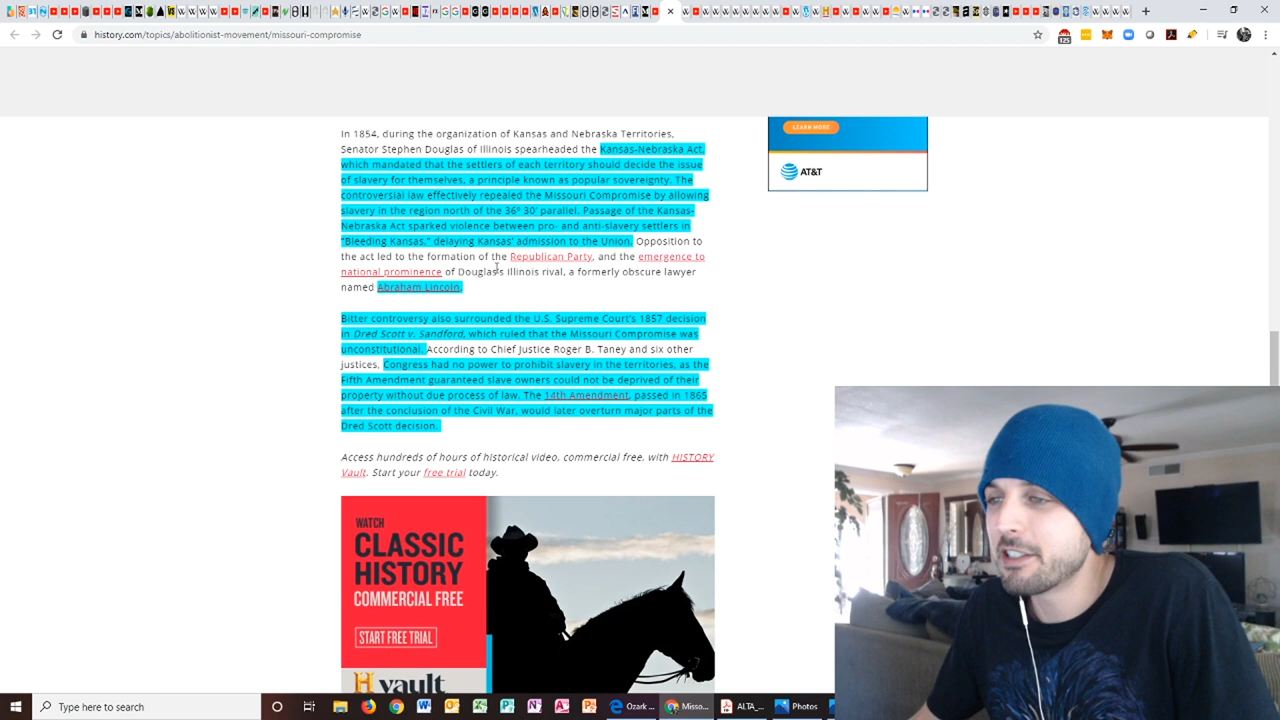 history.com/topics/abolitionist-movement/missouri-compromise
125
LEARN MORE
AT&T
In 1854, during the organization of Kansas and Nebraska Territories,
Senator Stephen Douglas of Illinois spearheaded the Kansas-Nebraska Act,
which mandated that the settlers of each territory should decide the issue
of slavery for themselves, a principle known as popular sovereignty. The
controversial law effectively repealed the Missouri Compromise by allowing
slavery in the region north of the 36º 30' parallel. Passage of the Kansas-
Nebraska Act sparked violence between pro- and anti-slavery settlers in
“Bleeding Kansas,” delaying Kansas' admission to the Union. Opposition to
the act led to the formation of the Republican Party, and the emergence to
national prominence of Douglas's Illinois rival, a formerly obscure lawyer
named Abraham Lincoln.
Bitter controversy also surrounded the U.S. Supreme Court's 1857 decision
in Dred Scott v. Sandford, which ruled that the Missouri Compromise was
unconstitutional. According to Chief Justice Roger B. Taney and six other
justices, Congress had no power to prohibit slavery in the territories, as the
Fifth Amendment guaranteed slave owners could not be deprived of their
property without due process of law. The 14th Amendment, passed in 1865
after the conclusion of the Civil War, would later overturn major parts of the
Dred Scott decision.
Access hundreds of hours of historical video, commercial free, with HISTORY
Vault. Start your free trial today.
WATCH
CLASSIC
HISTORY
COMMERCIAL FREE
START FREE TRIAL
H vault
Type here to search
Ozark ...
Misso...
ALTA_...
Photos